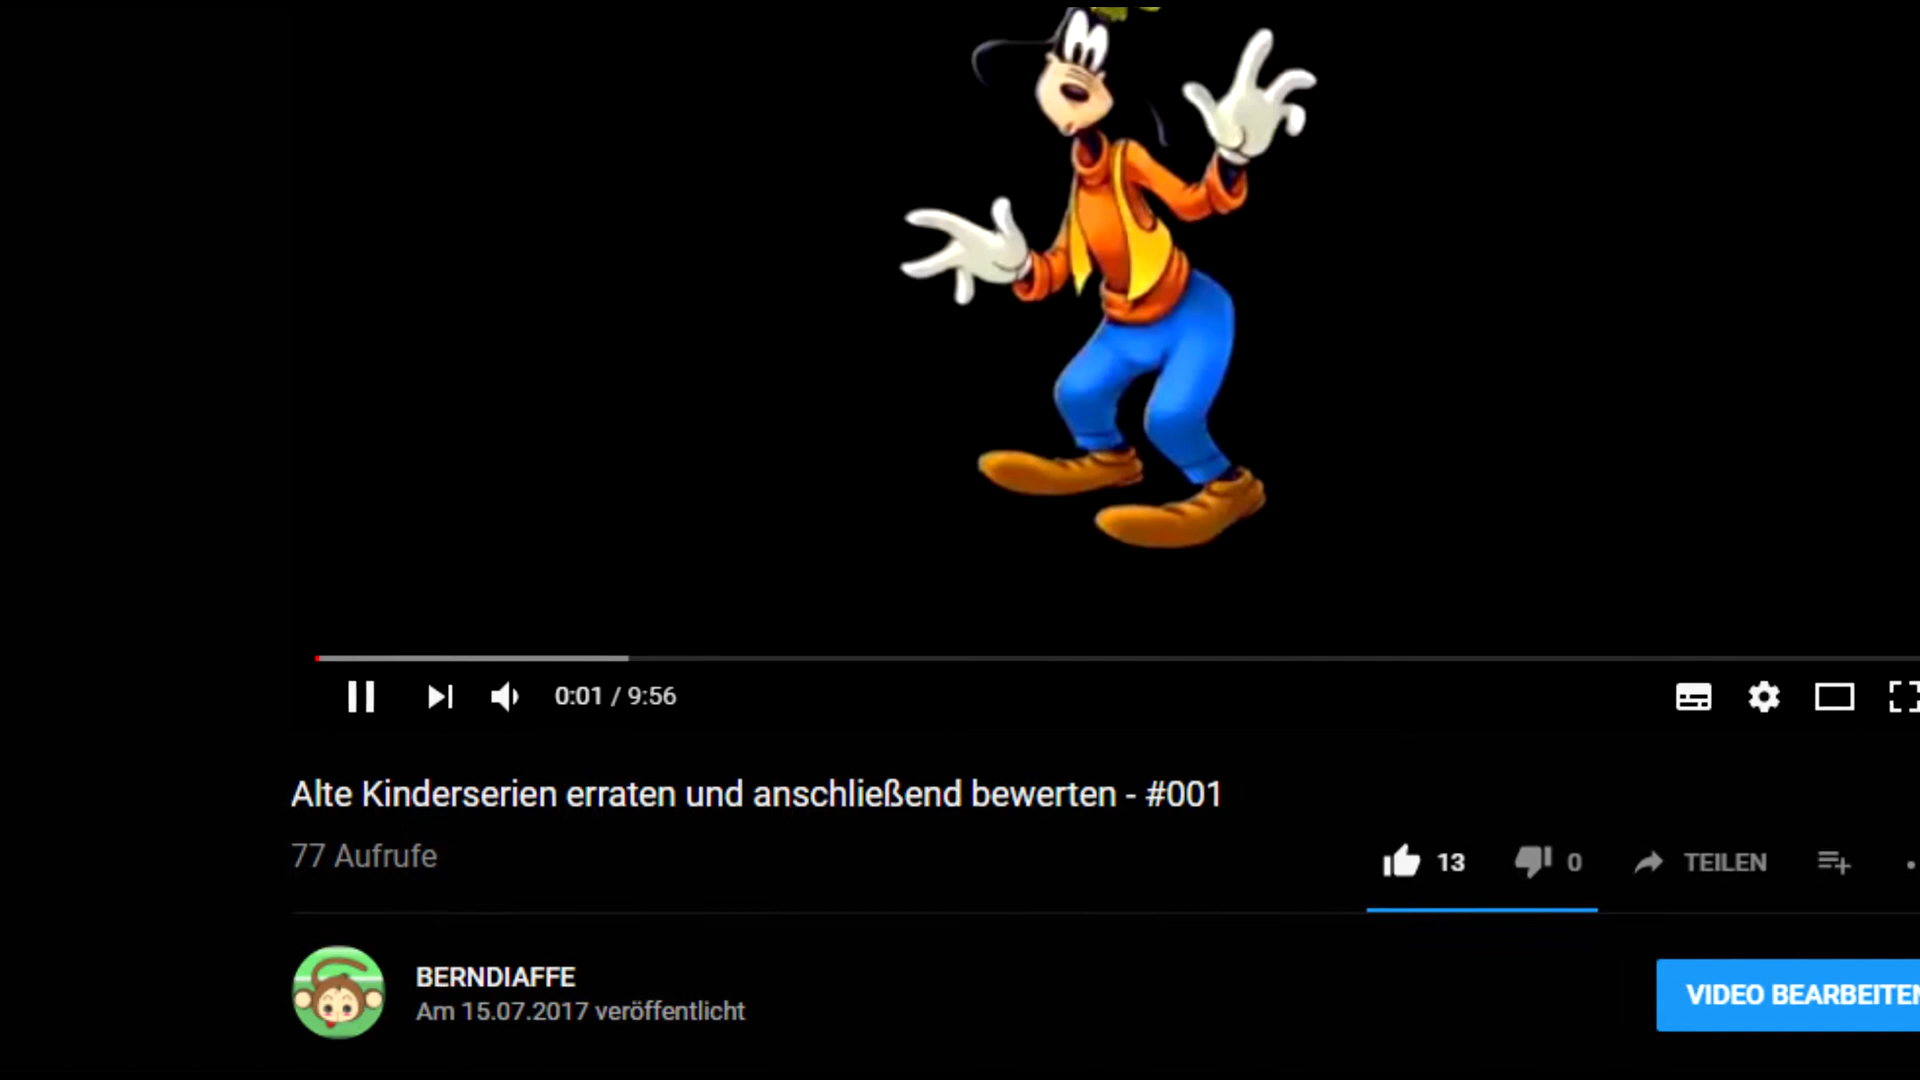 0:01 / 9:56
Alte Kinderserien erraten und anschließend bewerten - #001
77 Aufrufe
13
0
TEILEN
BERNDIAFFE
Am 15.07.2017 veröffentlicht
VIDEO BEARBEITEN